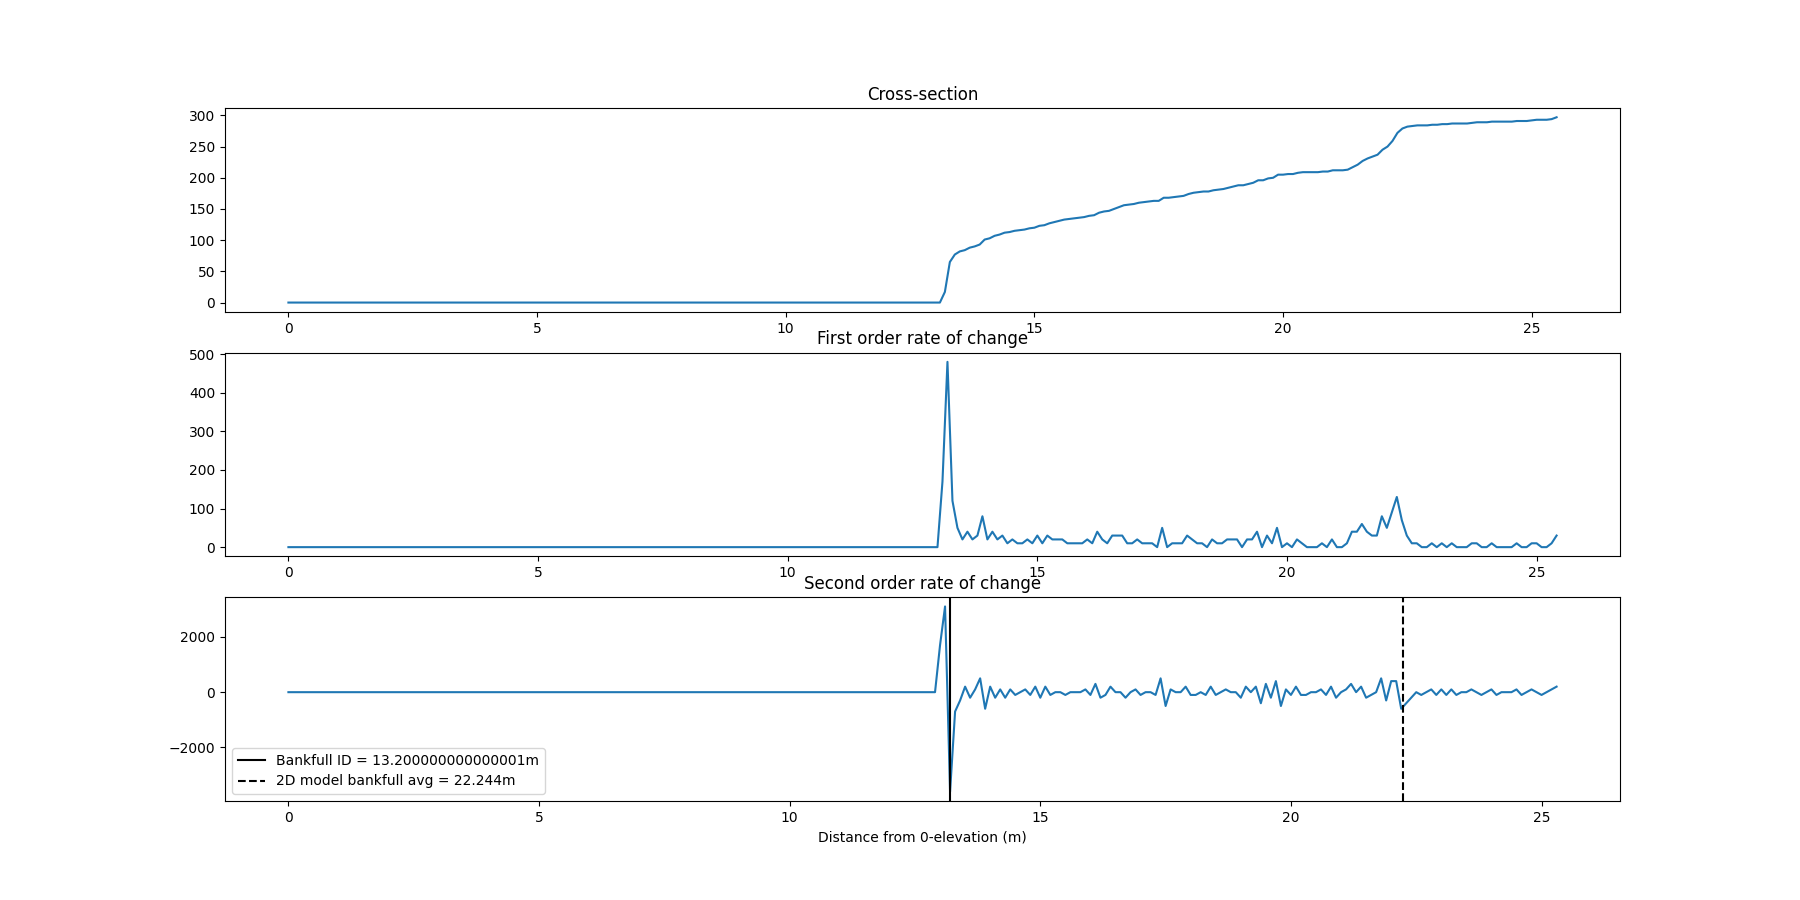 Cross-section
300
250
200
150
100
50
0
0 5 10 15 20 25
First order rate of change
500
400
300
200
100
0
0 5 10 15 20 25
Second order rate of change
2000
0
−2000
Bankfull ID = 13.200000000000001m
2D model bankfull avg = 22.244m
0 5 10 15 20 25
Distance from 0-elevation (m)